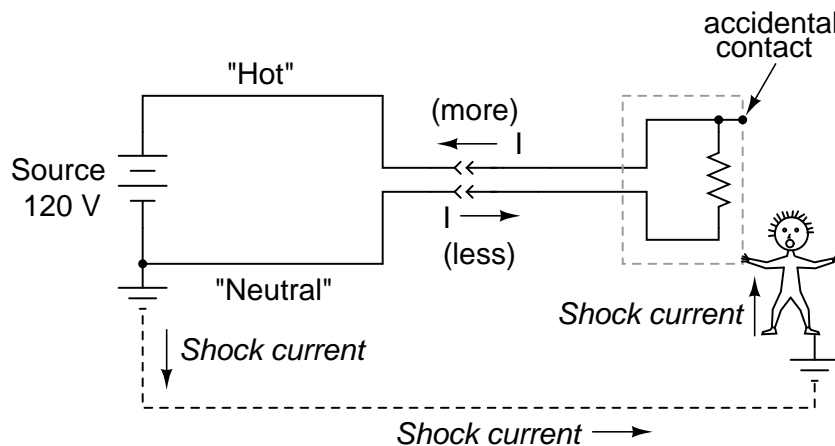 accidental
contact
"Hot"
(more)
I
Source
120 V
I
(less)
"Neutral"
Shock current
Shock current
Shock current